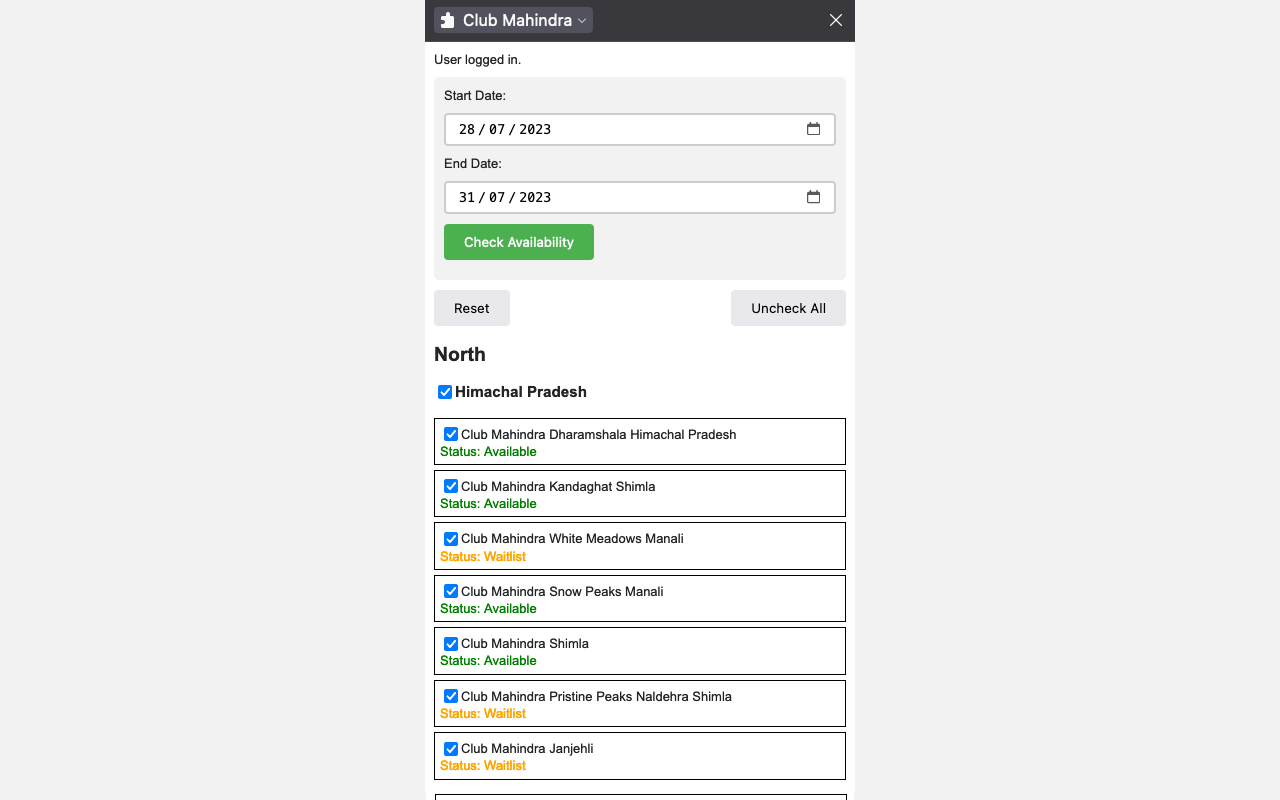 Club Mahindra
User logged in.
Start Date:
28/07/2023
End Date:
31/07/2023
Check Availability
Reset
Uncheck All
North
Himachal Pradesh
Club Mahindra Dharamshala Himachal Pradesh
Status: Available
Club Mahindra Kandaghat Shimla
Status: Available
Club Mahindra White Meadows Manali
Status: Waitlist
Club Mahindra Snow Peaks Manali
Status: Available
Club Mahindra Shimla
Status: Available
Club Mahindra Pristine Peaks Naldehra Shimla
Status: Waitlist
Club Mahindra Janjehli
Status: Waitlist